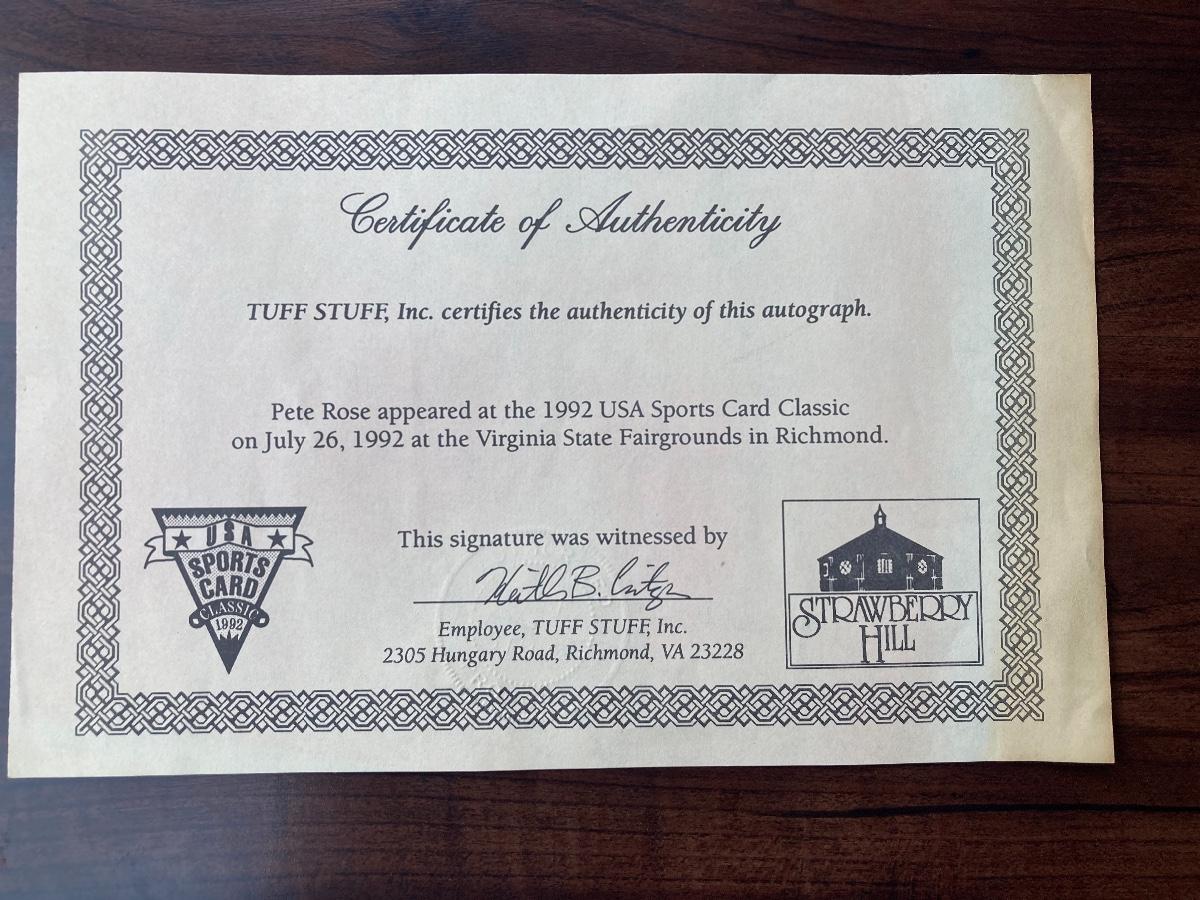 Certificate of Authenticity
TUFF STUFF, Inc. certifies the authenticity of this autograph.
Pete Rose appeared at the 1992 USA Sports Card Classic
on July 26, 1992 at the Virginia State Fairgrounds in Richmond.
USA
SPORTS
CARD
CLASSIC
1992
This signature was witnessed by
B.
Employee, TUFF STUFF, Inc.
2305 Hungary Road, Richmond, VA 23228
STRAWBERRY
HILL